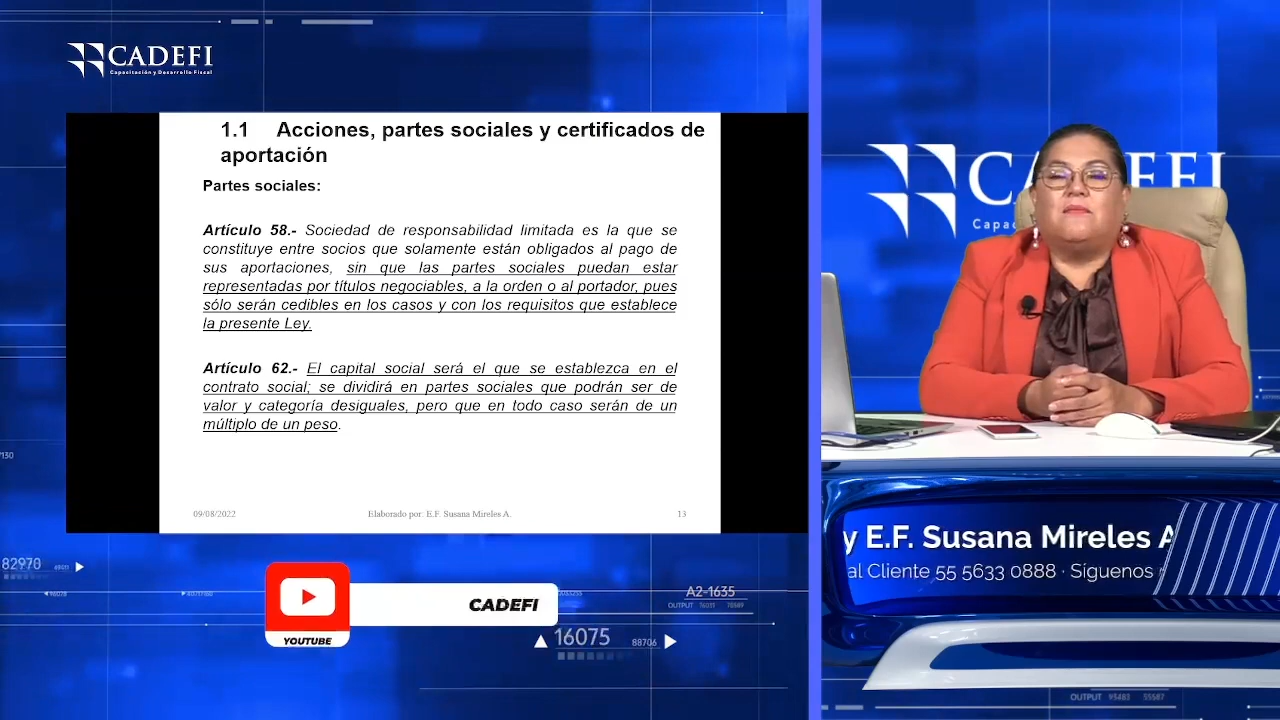 CADEFI
Capacitación y Desarrollo Fiscal
1.1 Acciones, partes sociales y certificados de
aportación
Partes sociales:
Artículo 58.- Sociedad de responsabilidad limitada es la que se
constituye entre socios que solamente están obligados al pago de
sus aportaciones, sin que las partes sociales puedan estar
representadas por títulos negociables, a la orden o al portador, pues
sólo serán cedibles en los casos y con los requisitos que establece
la presente Ley.
Artículo 62.- El capital social será el que se establezca en el
contrato social; se dividirá en partes sociales que podrán ser de
valor y categoría desiguales, pero que en todo caso serán de un
múltiplo de un peso.
09/08/2022
Elaborado por: E.F. Susana Mireles A.
13
y E.F. Susana Mireles A
al Cliente 55 5633 0888 · Síguenos
YOUTUBE
CADEFI
82970
A2-1635
OUTPUT
16075
88706
OUTPUT